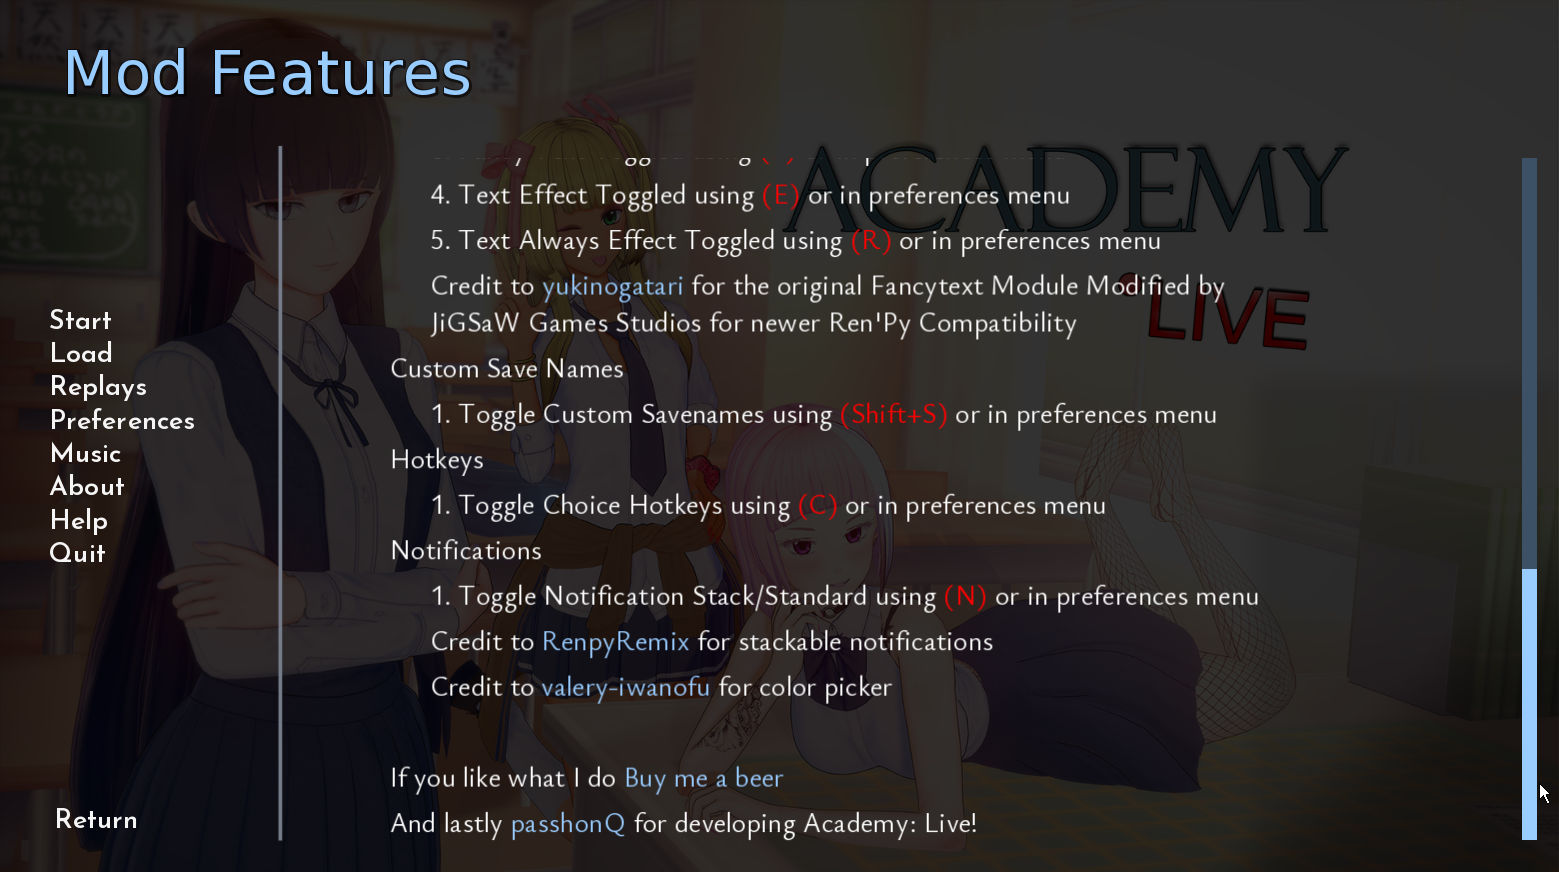 Mod Features
ACADEMY
LIVE
4. Text Effect Toggled using (E) or in preferences menu
5. Text Always Effect Toggled using (R) or in preferences menu
Credit to yukinogatari for the original Fancytext Module Modified by
JiGSaW Games Studios for newer Ren'Py Compatibility
Custom Save Names
1. Toggle Custom Savenames using (Shift+S) or in preferences menu
Hotkeys
1. Toggle Choice Hotkeys using (C) or in preferences menu
Notifications
1. Toggle Notification Stack/Standard using (N) or in preferences menu
Credit to RenpyRemix for stackable notifications
Credit to valery-iwanofu for color picker
If you like what I do Buy me a beer
And lastly passhonQ for developing Academy: Live!
Start
Load
Replays
Preferences
Music
About
Help
Quit
Return